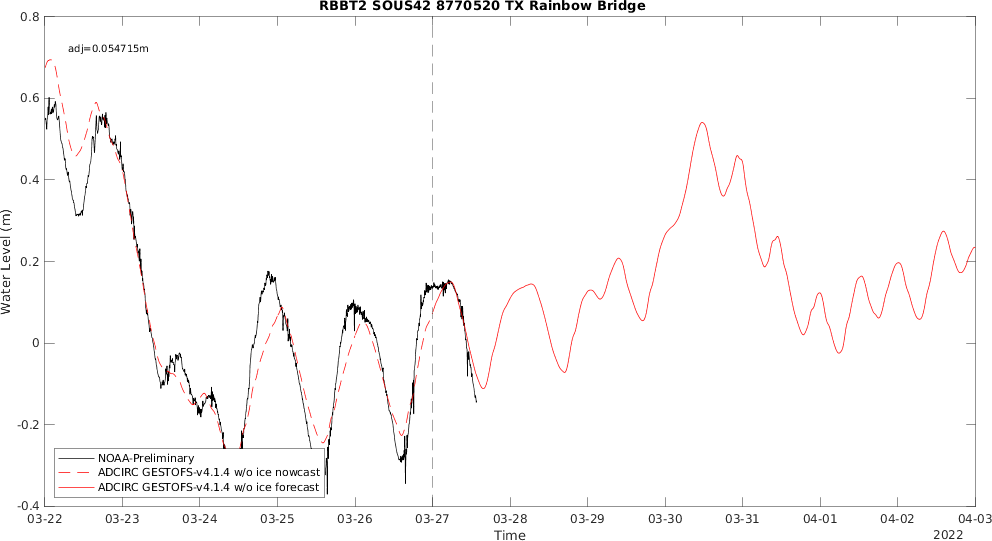 RBBT2 SOUS42 8770520 TX Rainbow Bridge
adj=0.054715m
0.8
0.6
0.4
0.2
0
-0.2
-0.4
Water Level (m)
NOAA-Preliminary
ADCIRC GESTOFS-v4.1.4 w/o ice nowcast
ADCIRC GESTOFS-v4.1.4 w/o ice forecast
03-22 03-23 03-24 03-25 03-26 03-27 03-28 03-29 03-30 03-31 04-01 04-02 04-03
Time
2022